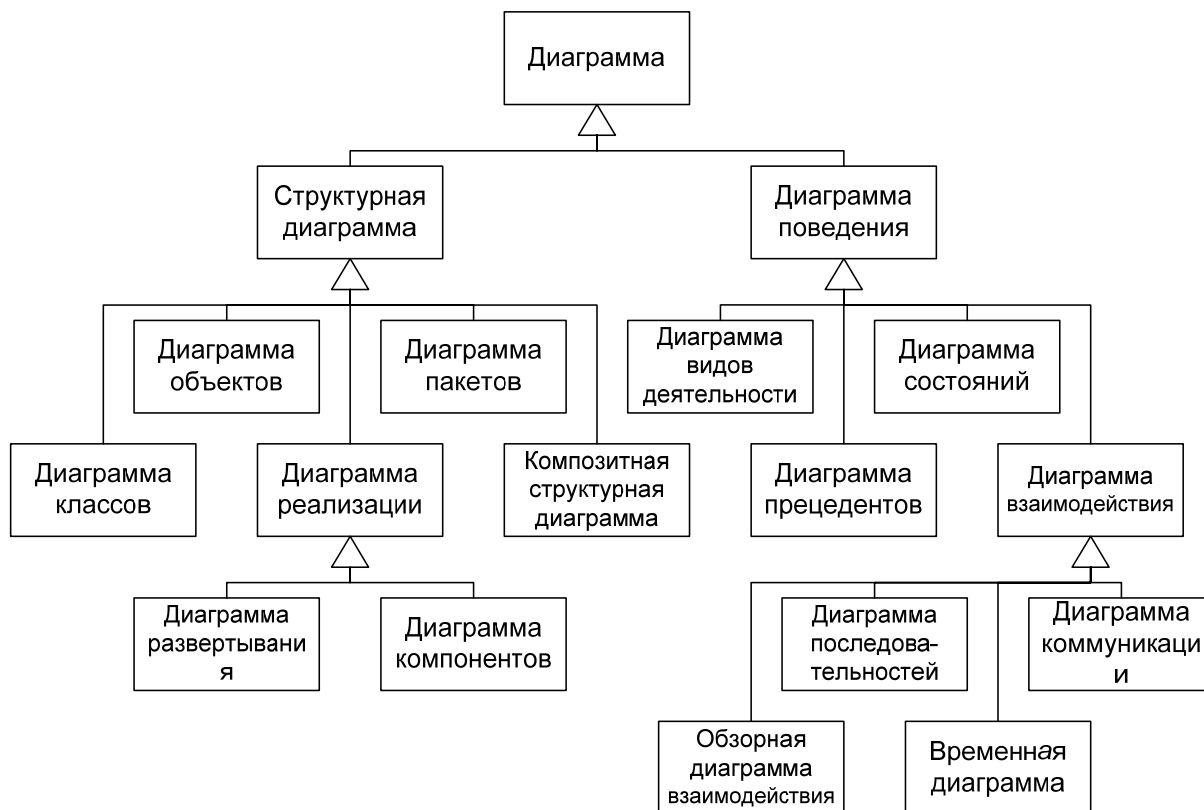 Диаграмма
Структурная
диаграмма
Диаграмма
поведения
Диаграмма
объектов
Диаграмма
пакетов
Диаграмма
видов
деятельности
Диаграмма
состояний
Диаграмма
классов
Диаграмма
реализации
Композитная
структурная
диаграмма
Диаграмма
прецедентов
Диаграмма
взаимодействия
Диаграмма
развертывани
я
Диаграмма
компонентов
Диаграмма
последова-
тельностей
Диаграмма
коммуникаци
и
Обзорная
диаграмма
взаимодействия
Временная
диаграмма